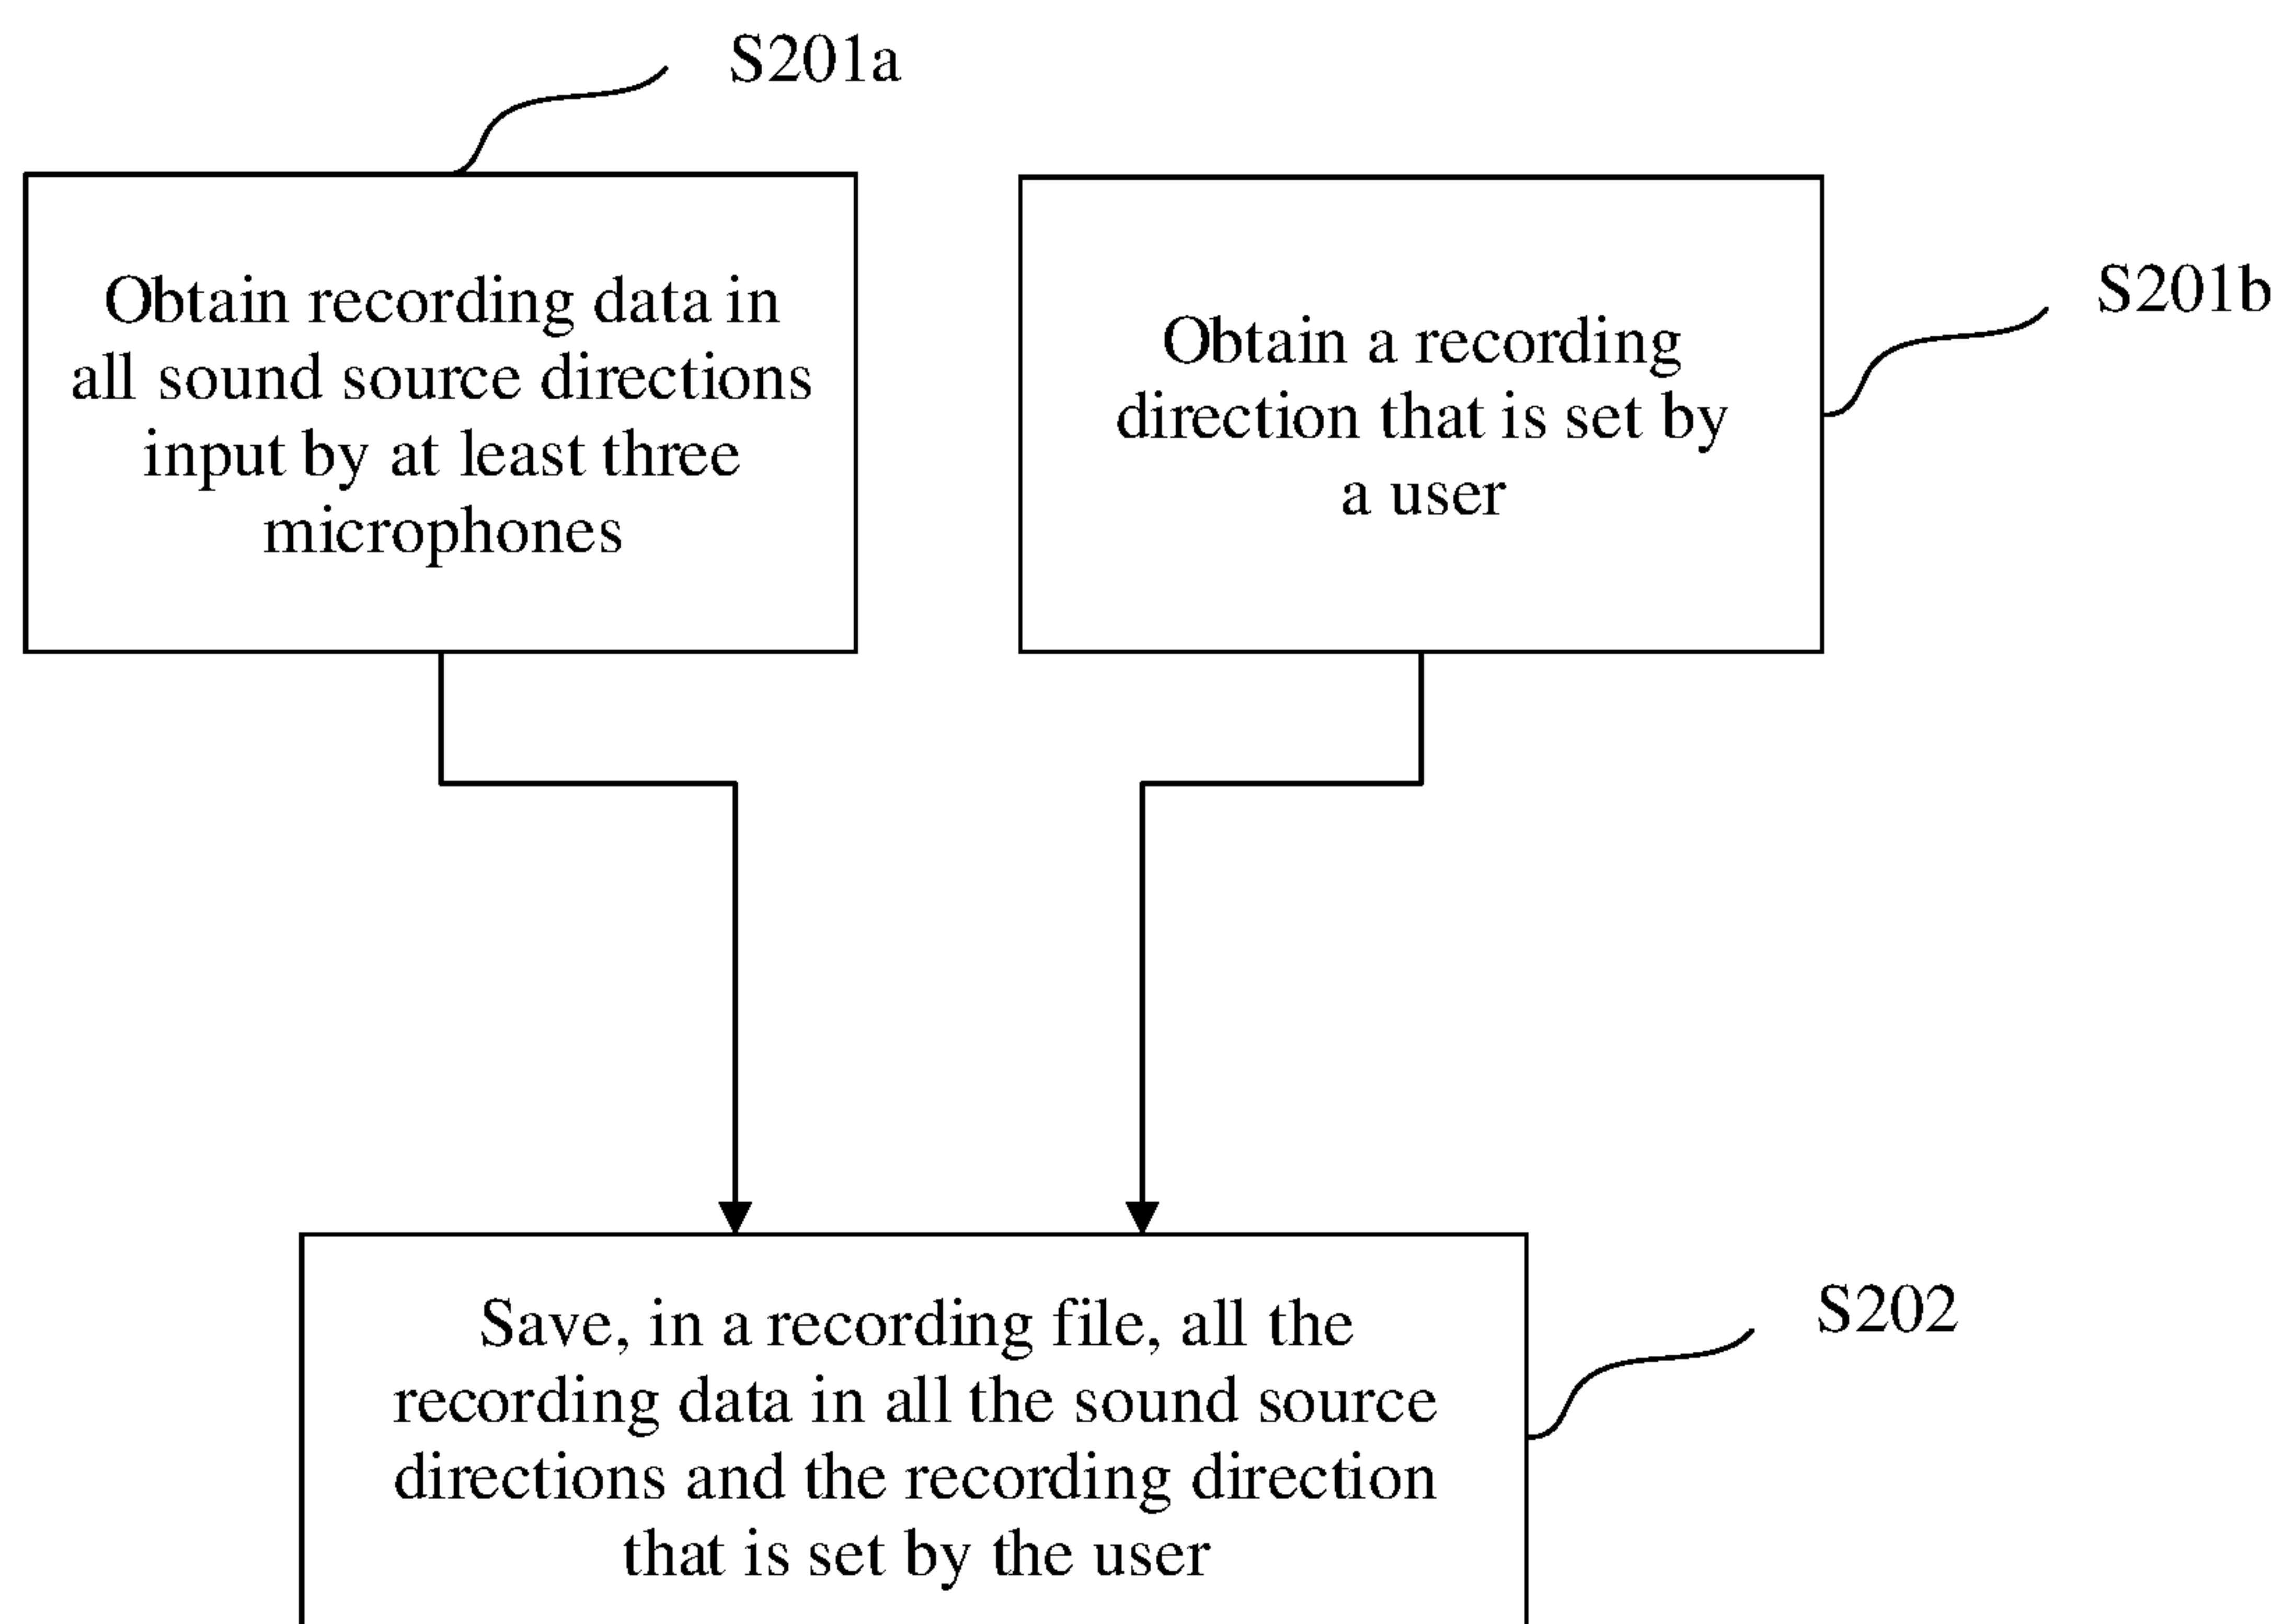 S201a
Obtain recording data in
all sound source directions
input by at least three
microphones
Obtain a recording
direction that is set by
a user
S201b
Save, in a recording file, all the
recording data in all the sound source
directions and the recording direction
that is set by the user
S202